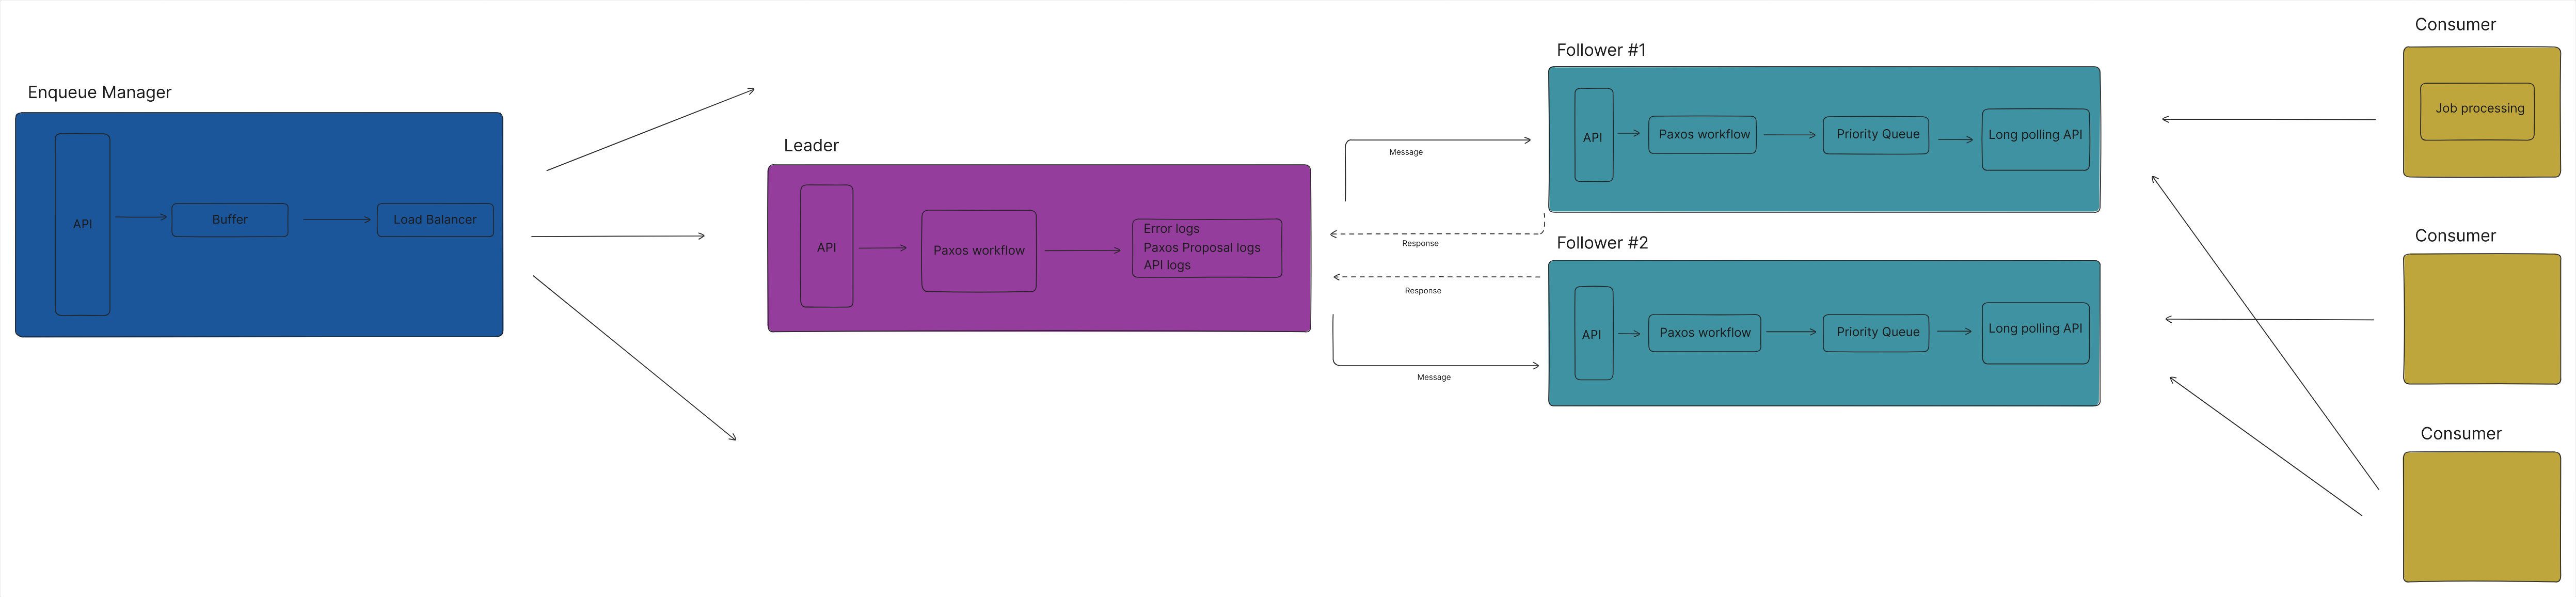 Enqueue Manager
API
Buffer
Load Balancer
Leader
API
Paxos workflow
Error logs
Paxos Proposal logs
API logs
Message
Response
Response
Message
Follower #1
API
Paxos workflow
Priority Queue
Long polling API
Follower #2
API
Paxos workflow
Priority Queue
Long polling API
Consumer
Job processing
Consumer
Consumer